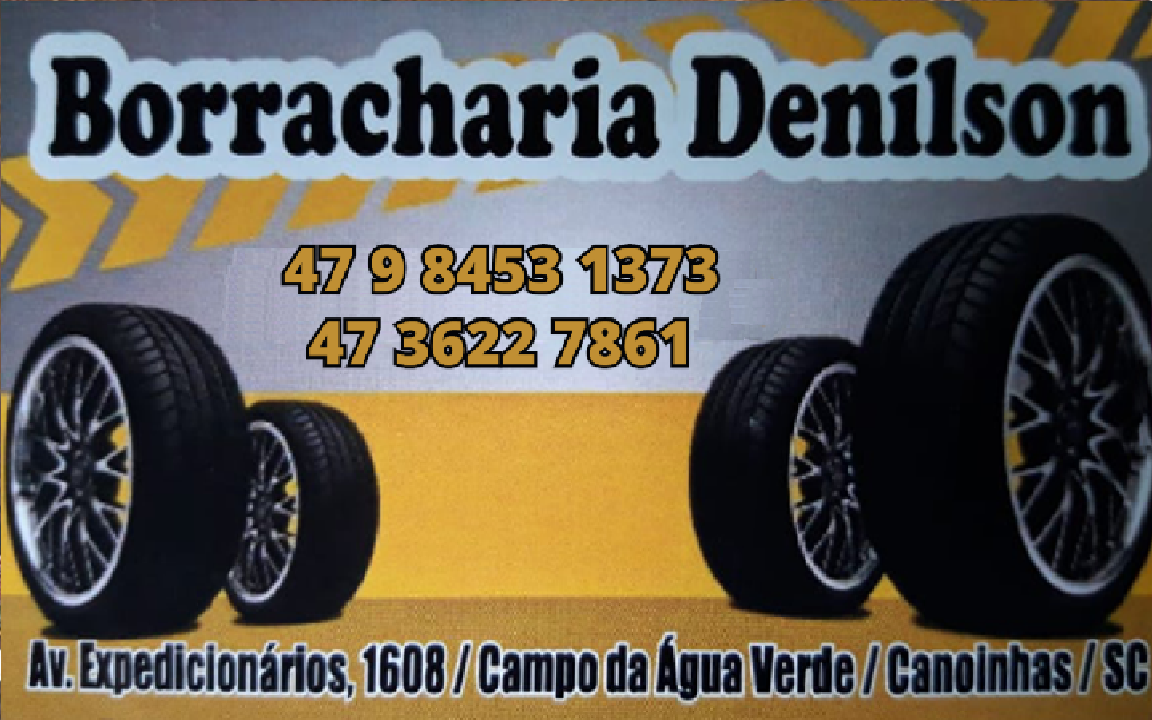 Borracharia Denilson
47 9 8453 1373
47 3622 7861
Av. Expedicionários, 1608 / Campo da Água Verde / Canoinhas / SC